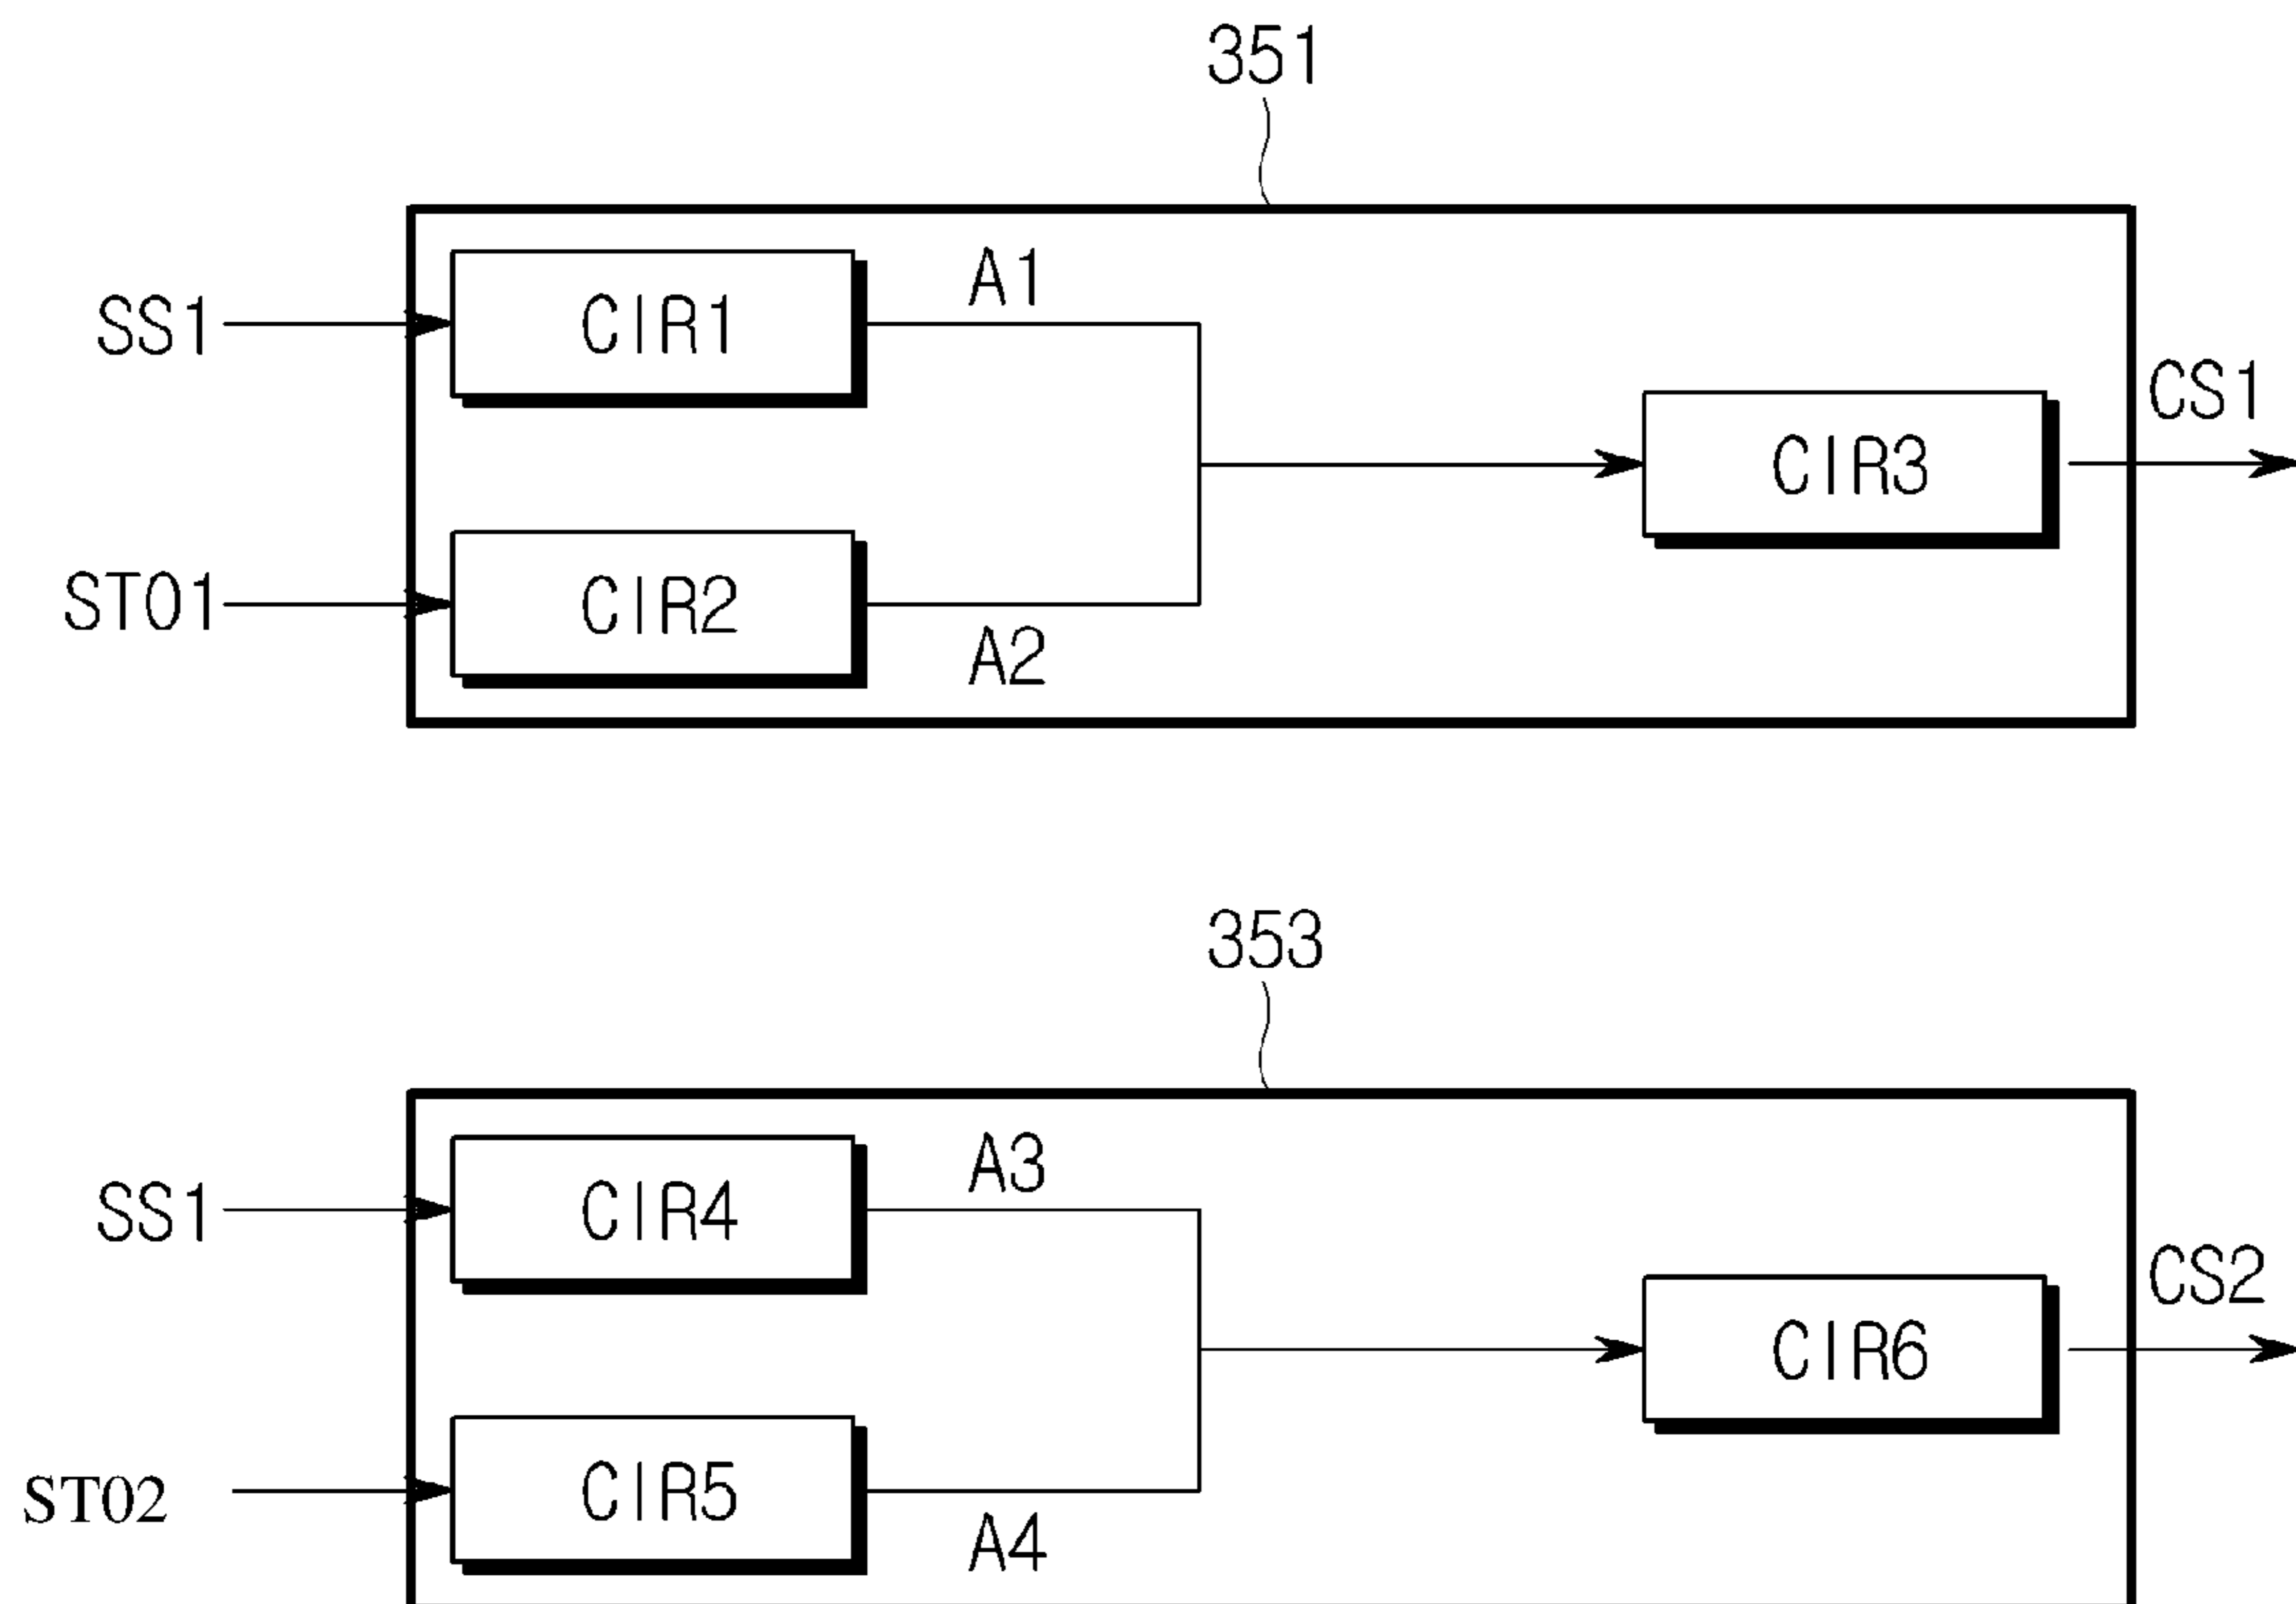 351
A1
SS1
CIR1
CS1
CIR3
ST01
CIR2
A2
353
A3
SS1
CIR4
CS2
CIR6
ST02
CIR5
A4